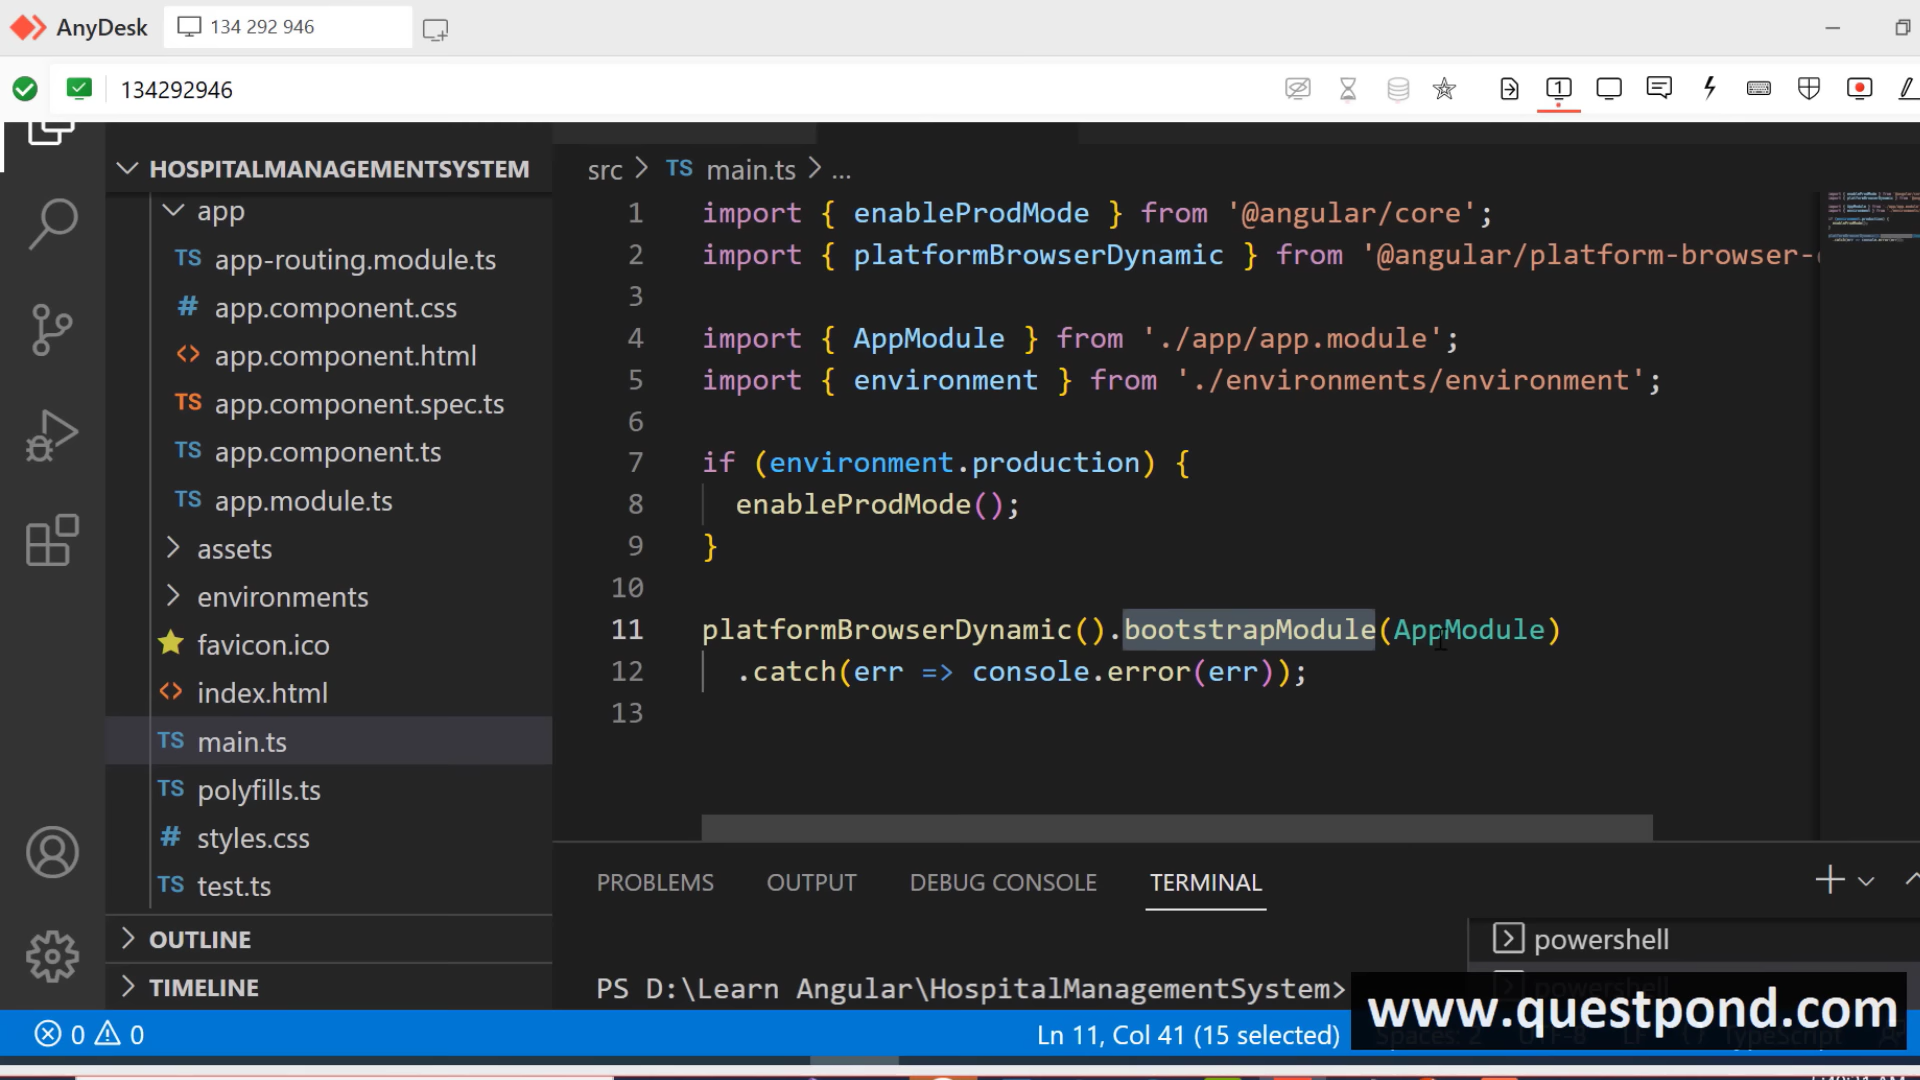 AnyDesk
134 292 946
134292946
1
HOSPITALMANAGEMENTSYSTEM
app
TS app-routing.module.ts
# app.component.css
<> app.component.html
TS app.component.spec.ts
TS app.component.ts
TS app.module.ts
assets
environments
favicon.ico
<> index.html
TS main.ts
TS polyfills.ts
# styles.css
TS test.ts
OUTLINE
TIMELINE
src > TS main.ts > ...
1 import { enableProdMode } from '@angular/core';
2 import { platformBrowserDynamic } from '@angular/platform-browser-
3
4 import { AppModule } from './app/app.module';
5 import { environment } from './environments/environment';
6
7 if (environment.production) {
8 enableProdMode();
9 }
10
11 platformBrowserDynamic().bootstrapModule(AppModule)
12 .catch(err => console.error(err));
13
PROBLEMS OUTPUT DEBUG CONSOLE TERMINAL
powershell
powershell
PS D:\Learn Angular\HospitalManagementSystem>
www.questpond.com
0 0
Ln 11, Col 41 (15 selected)